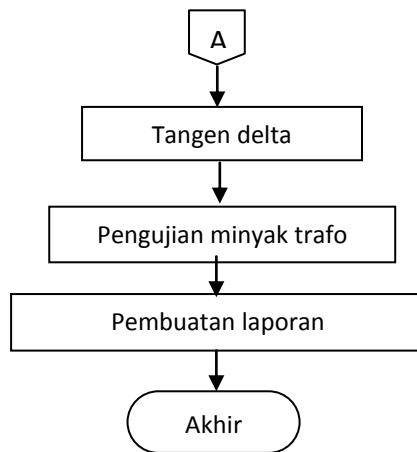 A
Tangen delta
Pengujian minyak trafo
Pembuatan laporan
Akhir